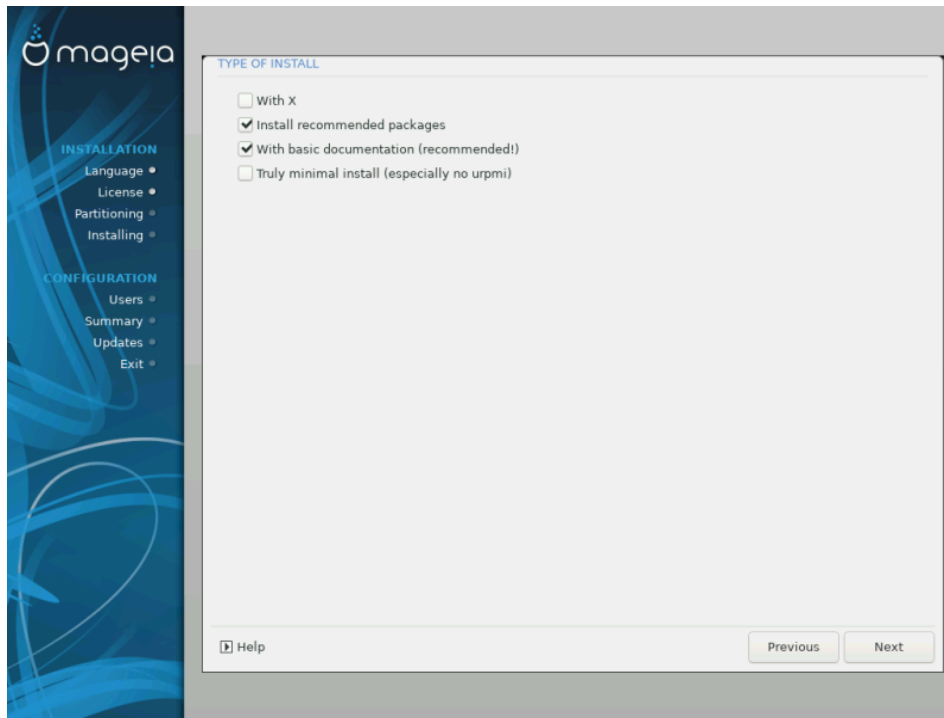 mageia
INSTALLATION
Language
License
Partitioning
Installing
CONFIGURATION
Users
Summary
Updates
Exit
TYPE OF INSTALL
With X
Install recommended packages
With basic documentation (recommended!)
Truly minimal install (especially no urpmi)
Help
Previous
Next